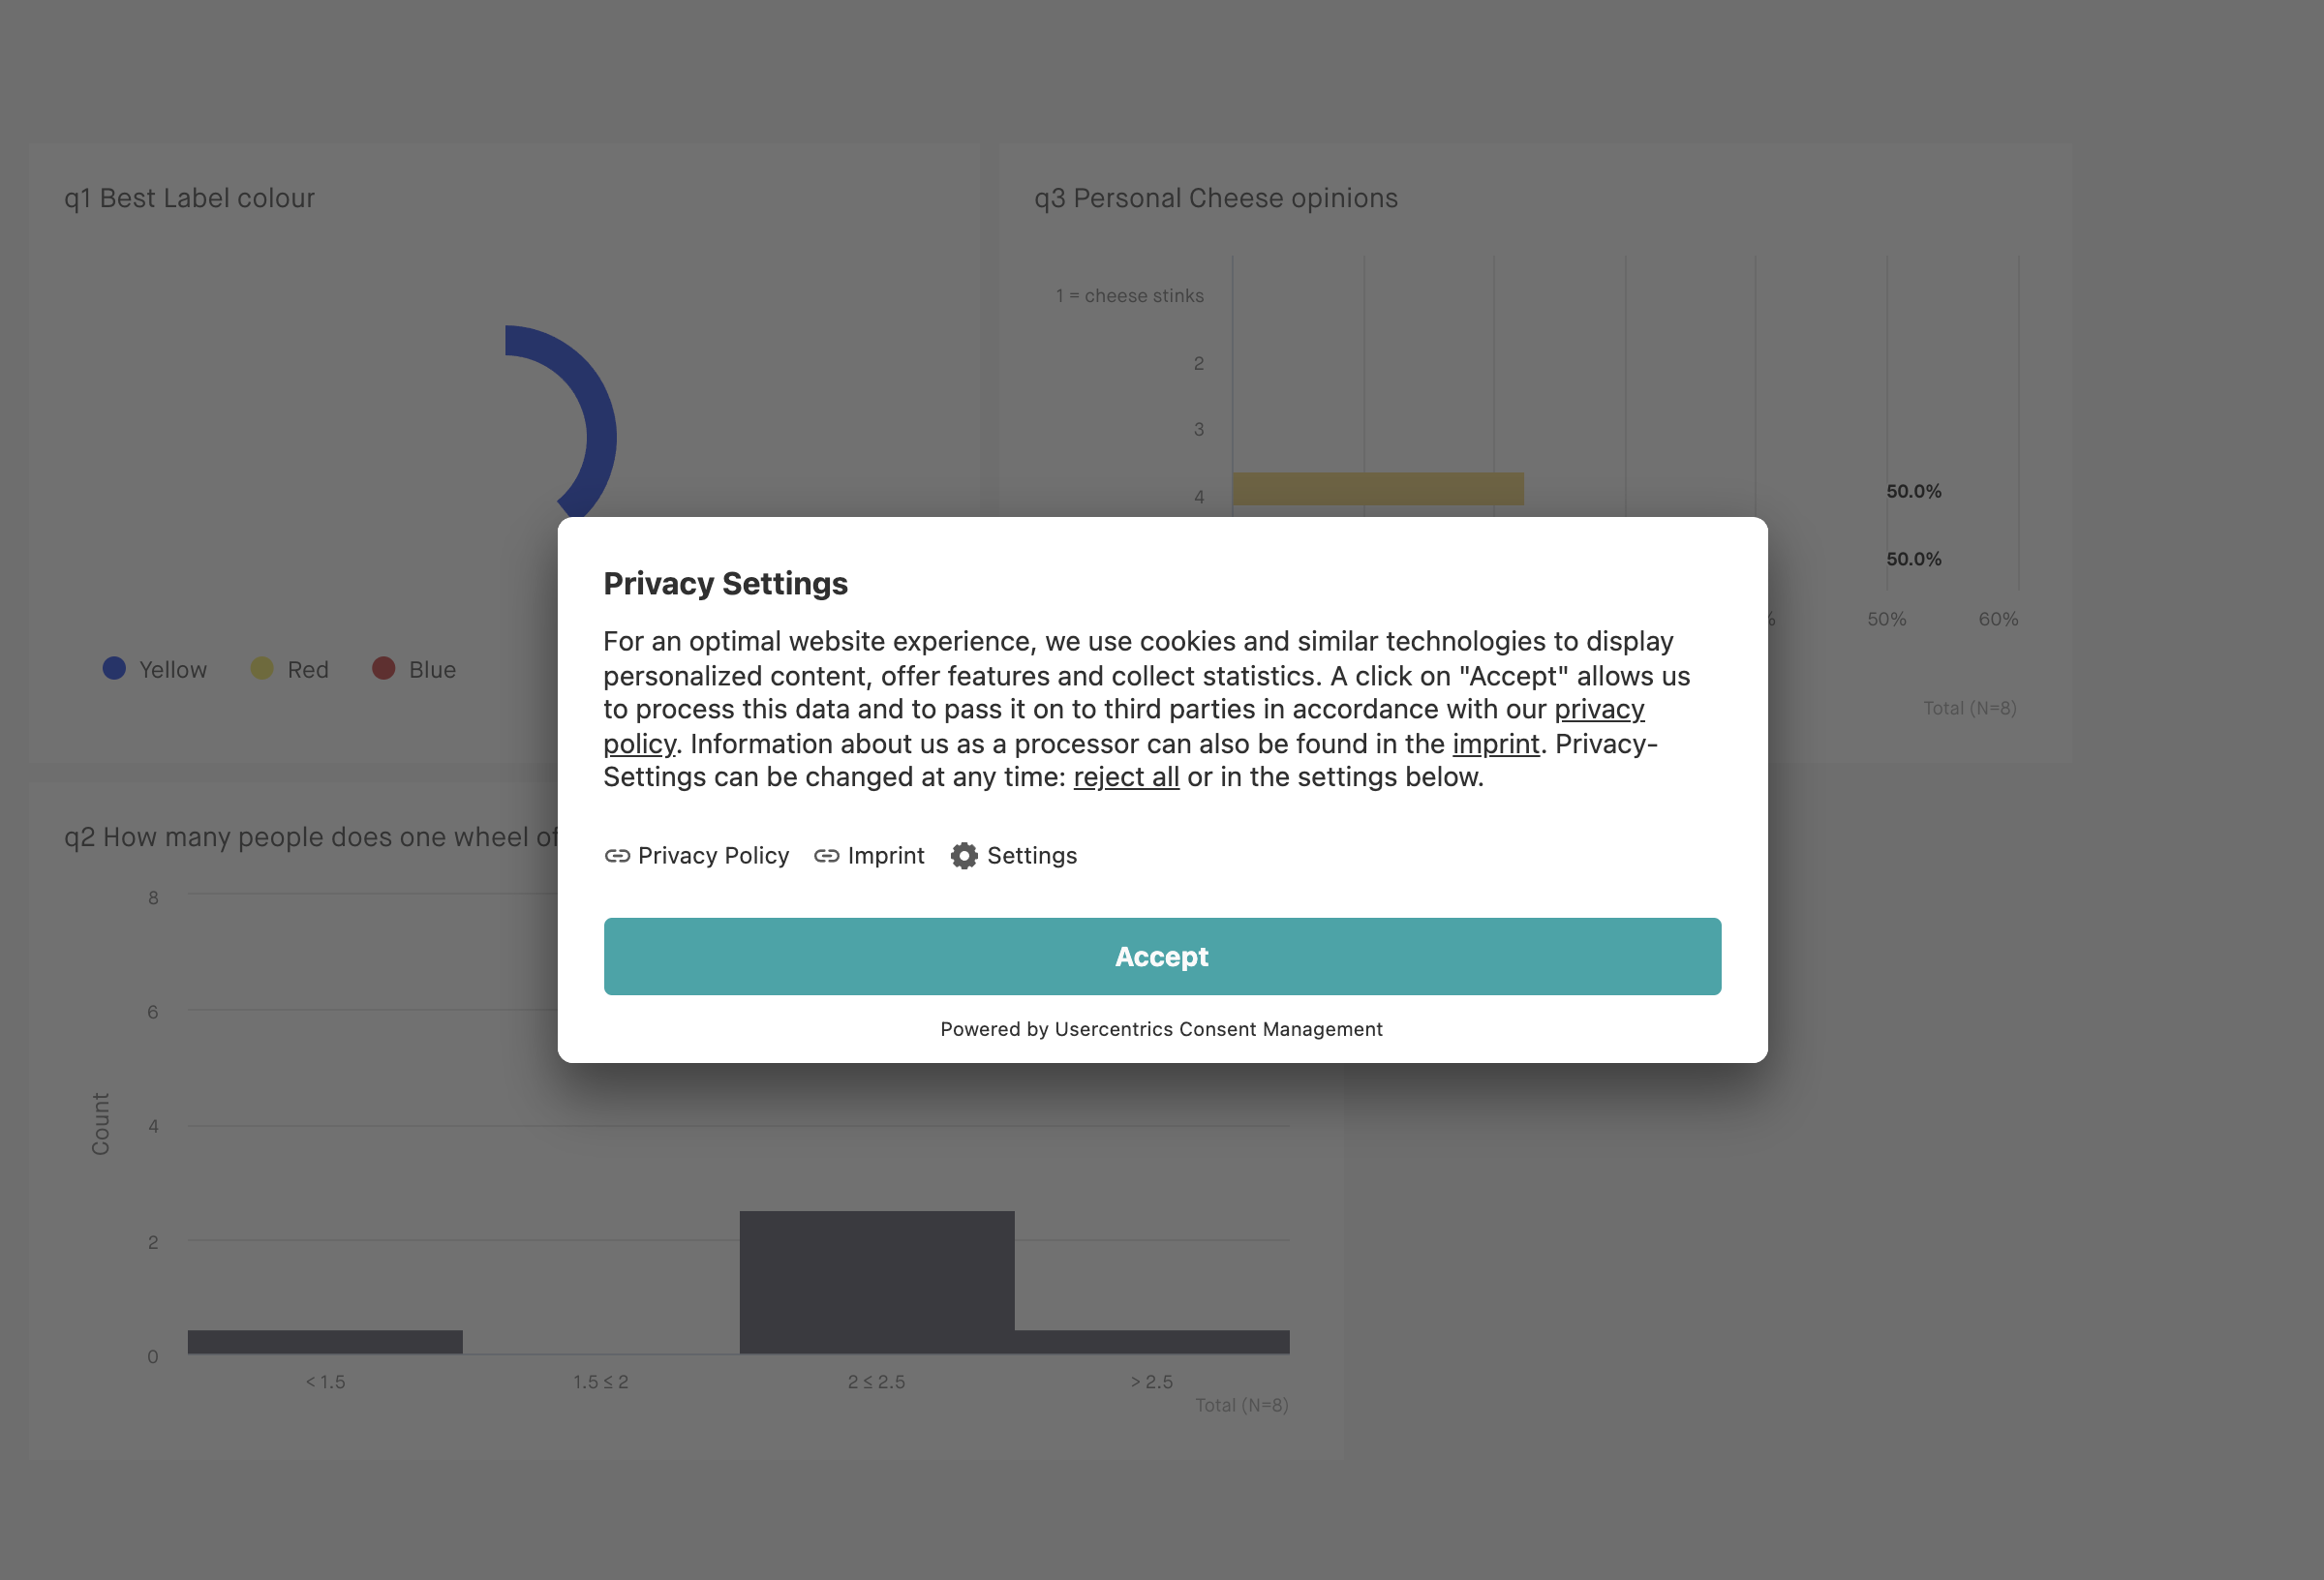 q1 Best Label colour
Yellow
Red
Blue
q3 Personal Cheese opinions
1 = cheese stinks
2
3
4
50.0%
50.0%
50%
60%
Total (N=8)
q2 How many people does one wheel of
8
6
4
2
0
Count
< 1.5
1.5 ≤ 2
2 ≤ 2.5
> 2.5
Total (N=8)
Privacy Settings
For an optimal website experience, we use cookies and similar technologies to display
personalized content, offer features and collect statistics. A click on "Accept" allows us
to process this data and to pass it on to third parties in accordance with our privacy
policy. Information about us as a processor can also be found in the imprint. Privacy-
Settings can be changed at any time: reject all or in the settings below.
Privacy Policy
Imprint
Settings
Accept
Powered by Usercentrics Consent Management